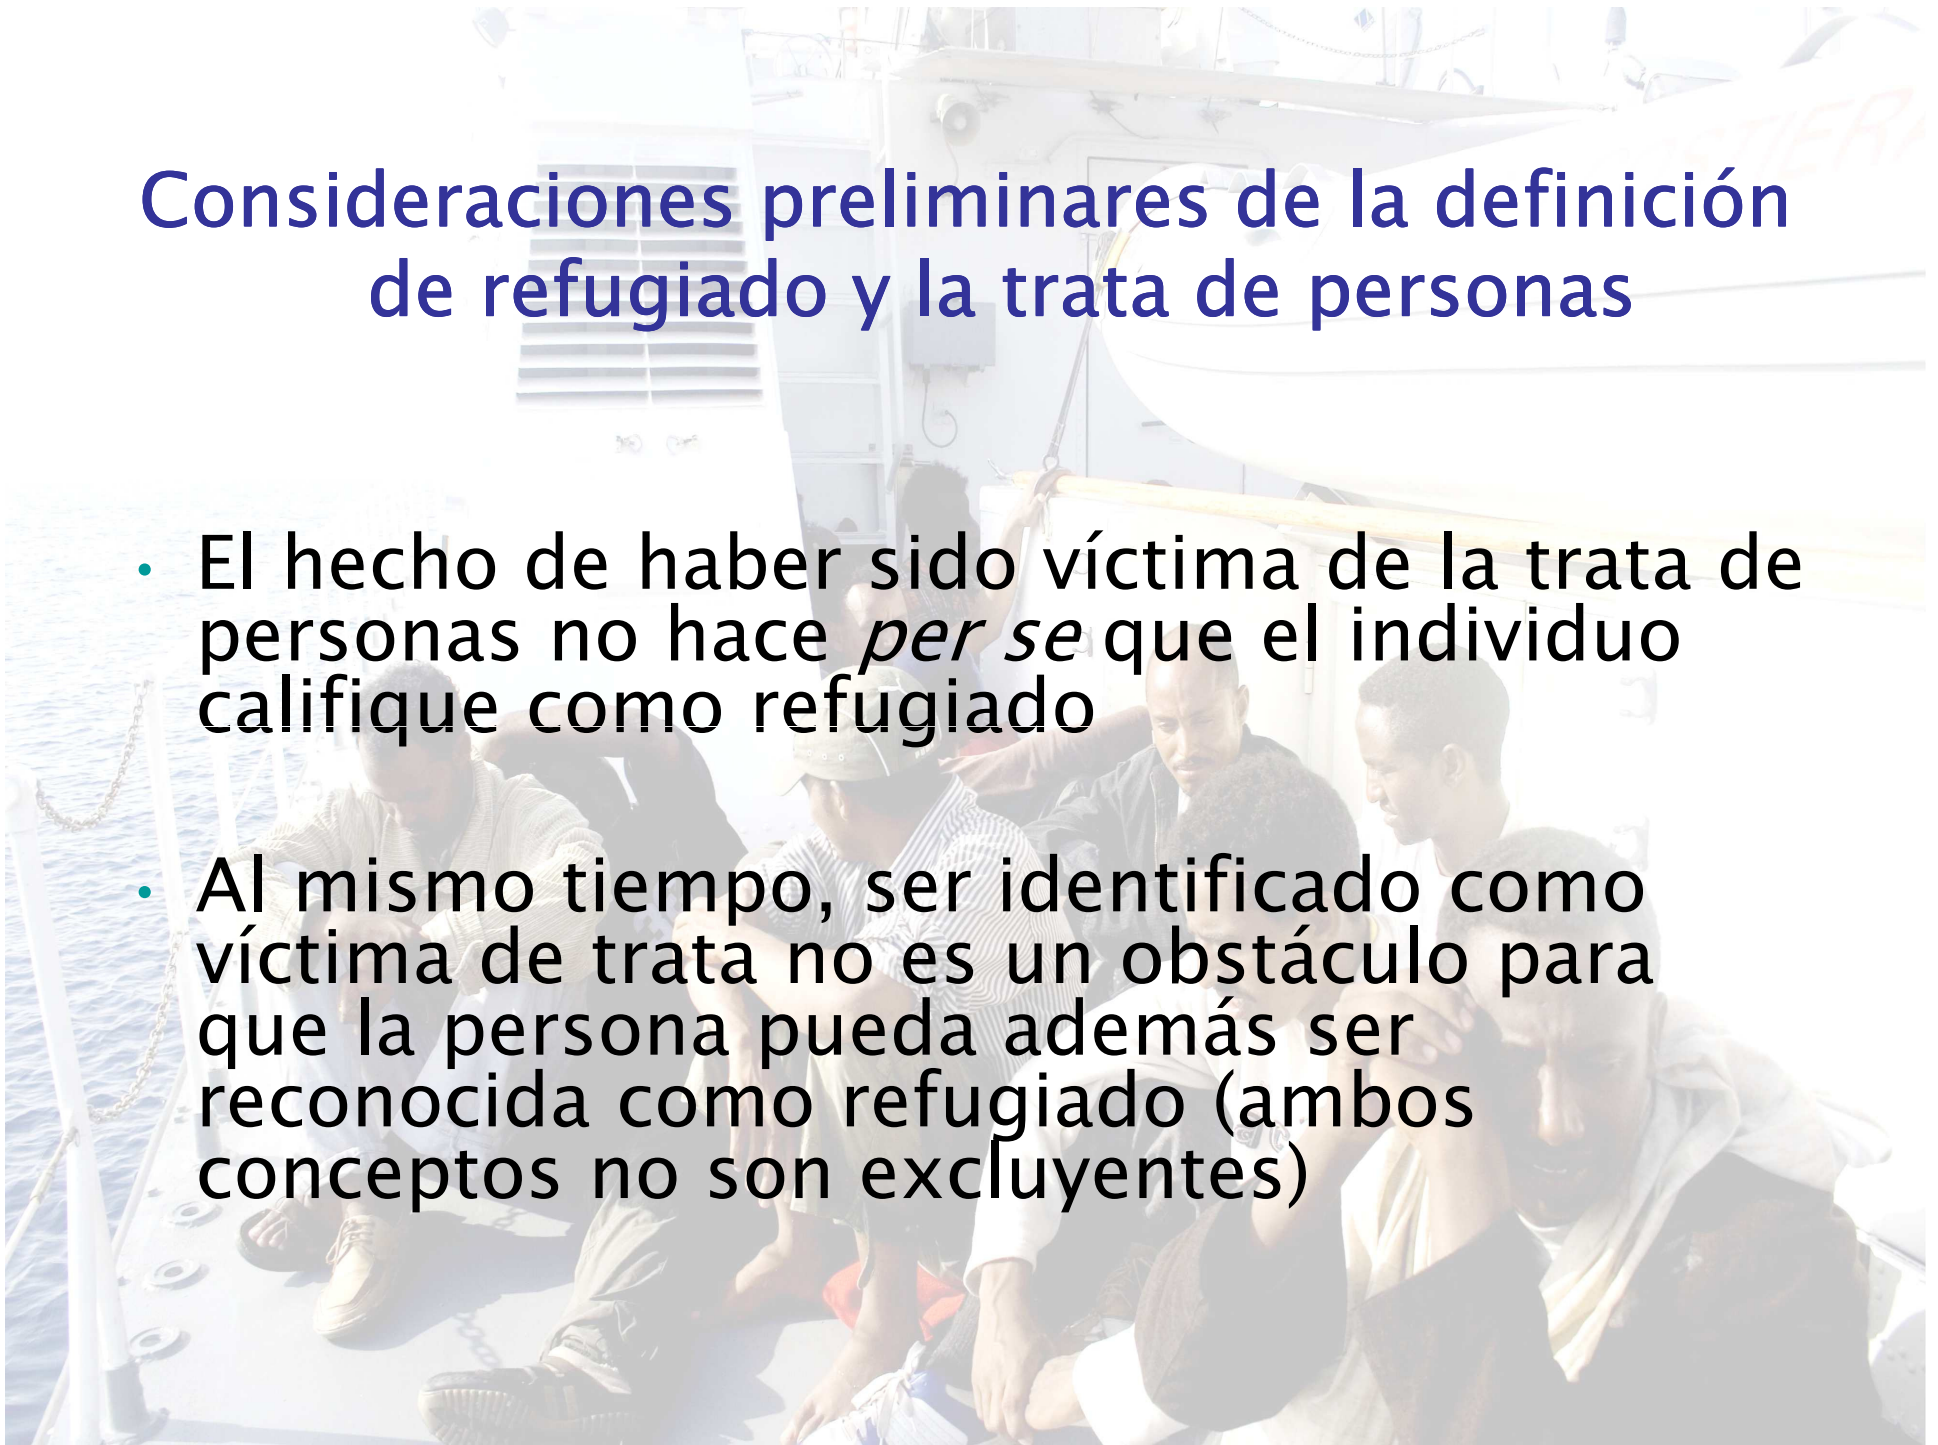 Consideraciones preliminares de la definición
de refugiado y la trata de personas
• El hecho de haber sido víctima de la trata de
personas no hace per se que el individuo
califique como refugiado
• Al mismo tiempo, ser identificado como
víctima de trata no es un obstáculo para
que la persona pueda además ser
reconocida como refugiado (ambos
conceptos no son excluyentes)